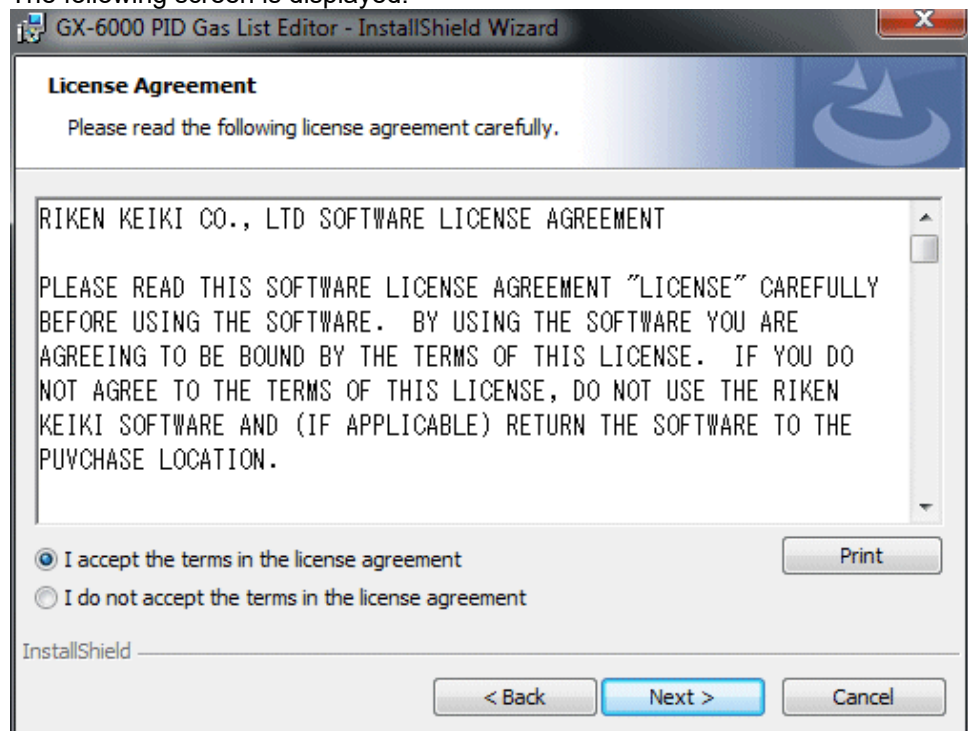 The following screen is displayed.
GX-6000 PID Gas List Editor - InstallShield Wizard
License Agreement
Please read the following license agreement carefully.
RIKEN KEIKI CO., LTD SOFTWARE LICENSE AGREEMENT
PLEASE READ THIS SOFTWARE LICENSE AGREEMENT ”LICENSE” CAREFULLY
BEFORE USING THE SOFTWARE. BY USING THE SOFTWARE YOU ARE
AGREEING TO BE BOUND BY THE TERMS OF THIS LICENSE. IF YOU DO
NOT AGREE TO THE TERMS OF THIS LICENSE, DO NOT USE THE RIKEN
KEIKI SOFTWARE AND (IF APPLICABLE) RETURN THE SOFTWARE TO THE
PUVCHASE LOCATION.
I accept the terms in the license agreement
Print
I do not accept the terms in the license agreement
InstallShield
< Back
Next >
Cancel